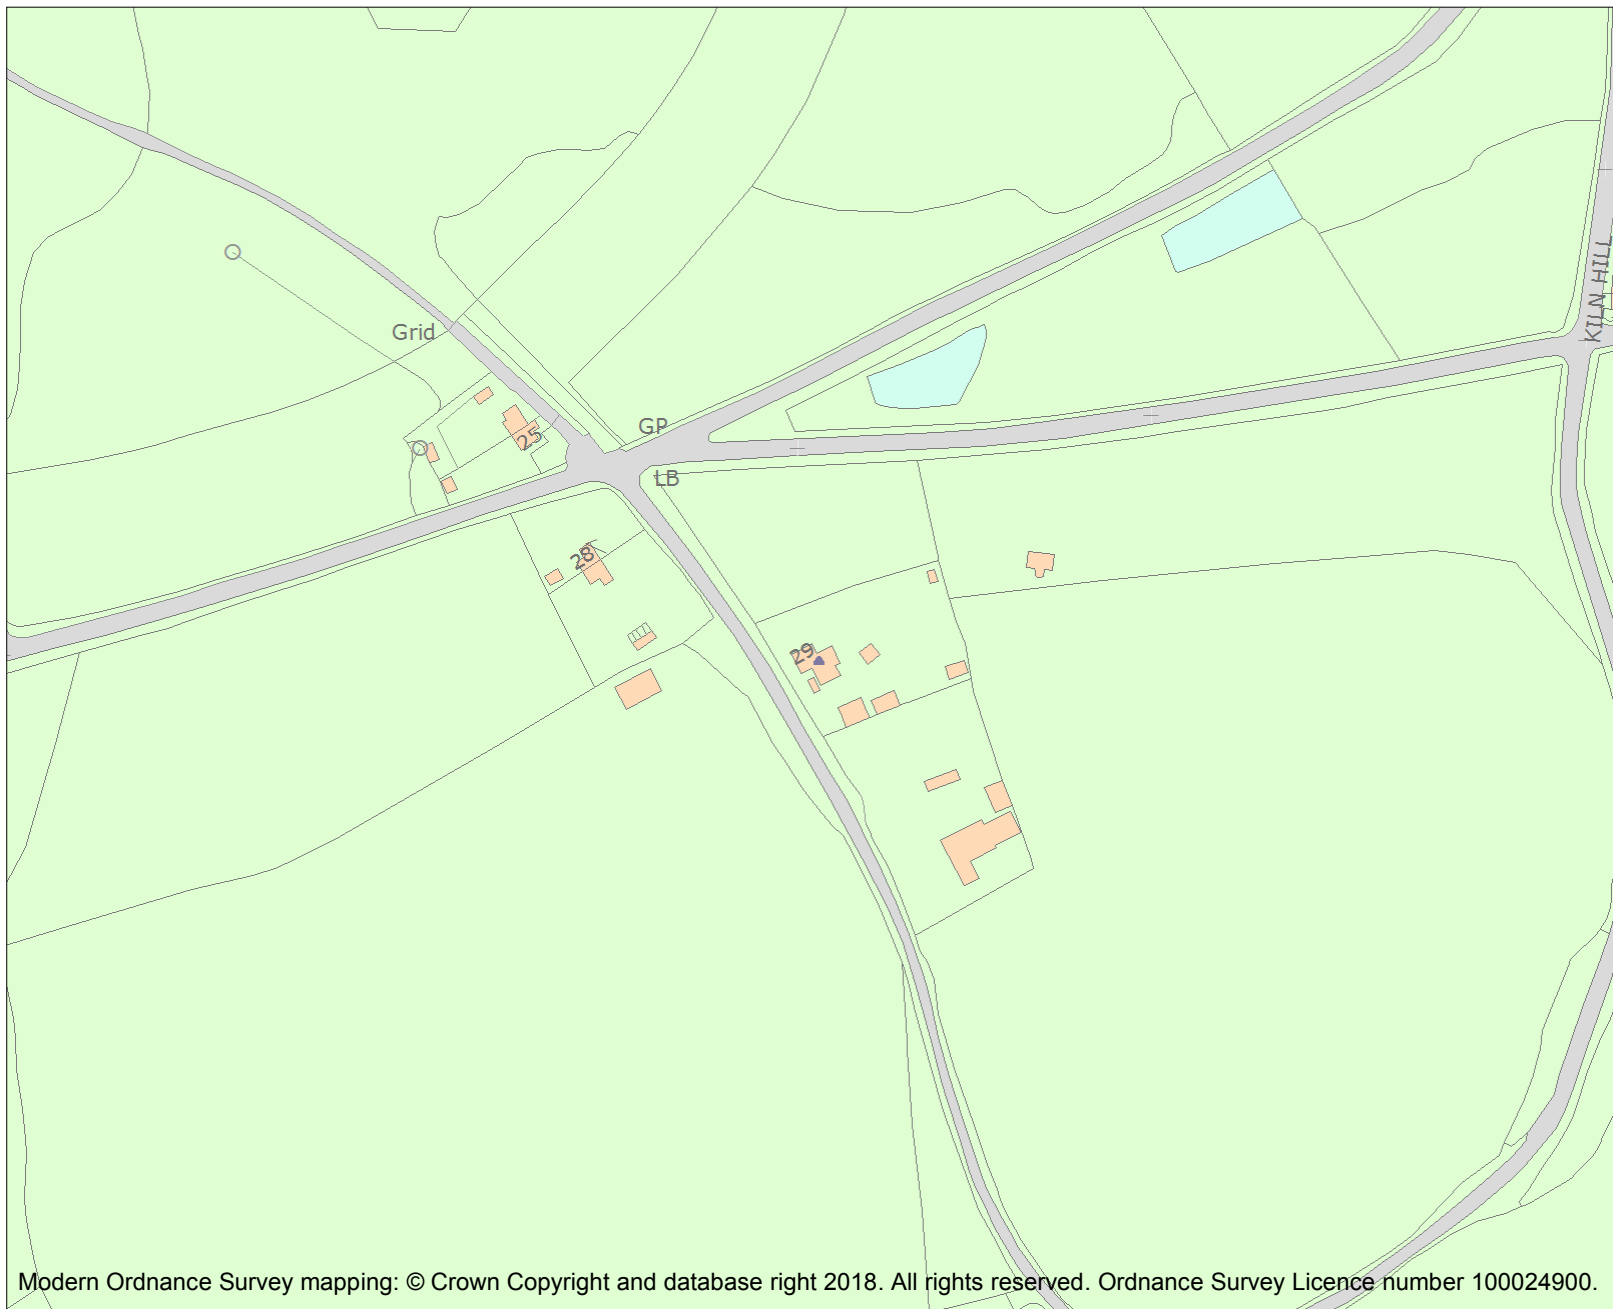 KILN HILL
Grid
GP
25
LB
28
29
Modern Ordnance Survey mapping: © Crown Copyright and database right 2018. All rights reserved. Ordnance Survey Licence number 100024900.